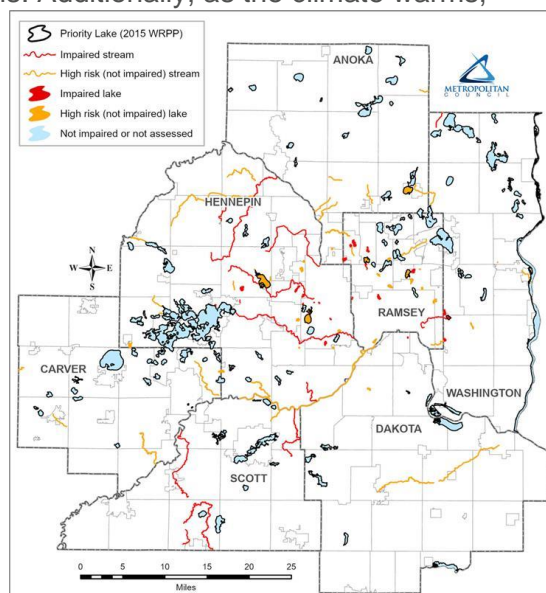 is. Additionally, as the climate warms,
Priority Lake (2015 WRPP)
Impaired stream
High risk (not impaired) stream
Impaired lake
High risk (not impaired) lake
Not impaired or not assessed
ANOKA
METROPOLITAN
COUNCIL
HENNEPIN
N
W E
S
RAMSEY
CARVER
WASHINGTON
DAKOTA
SCOTT
0 5 10 15 20 25
Miles